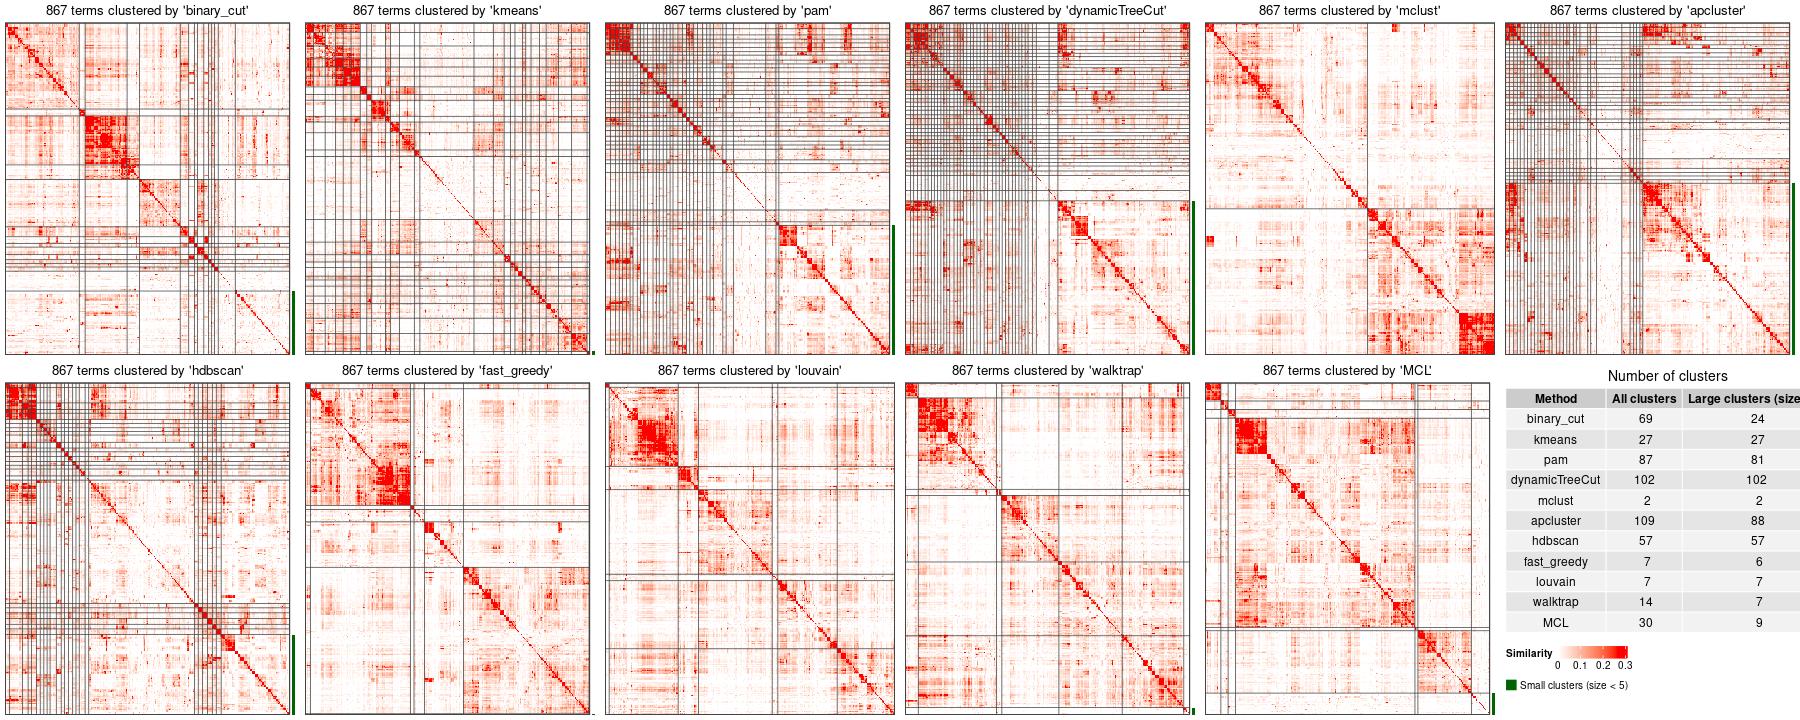 867 terms clustered by 'binary_cut'
867 terms clustered by 'kmeans'
867 terms clustered by 'pam'
867 terms clustered by 'dynamicTreeCut'
867 terms clustered by 'mclust'
867 terms clustered by 'apcluster'
867 terms clustered by 'hdbscan'
867 terms clustered by 'fast_greedy'
867 terms clustered by 'louvain'
867 terms clustered by 'walktrap'
867 terms clustered by 'MCL'
Number of clusters
Method All clusters Large clusters (size
binary_cut 69 24
kmeans 27 27
pam 87 81
dynamicTreeCut 102 102
mclust 2 2
apcluster 109 88
hdbscan 57 57
fast_greedy 7 6
louvain 7 7
walktrap 14 7
MCL 30 9
Similarity
0 0.1 0.2 0.3
Small clusters (size < 5)